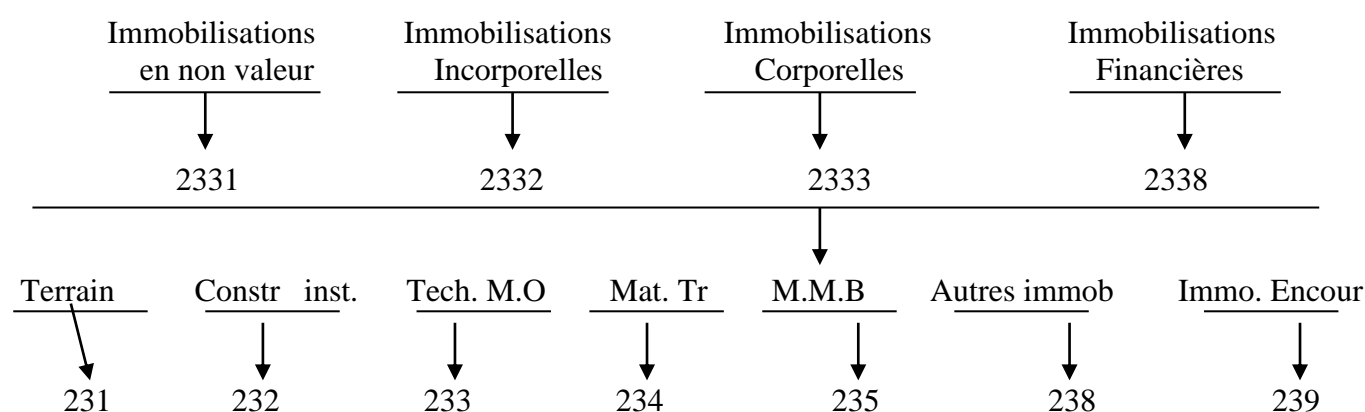 Immobilisations Immobilisations Immobilisations Immobilisations
en non valeur Incorporelles Corporelles Financières
2331 2332 2333 2338
Terrain Constr inst. Tech. M.O Mat. Tr M.M.B Autres immob Immo. Encour
231 232 233 234 235 238 239